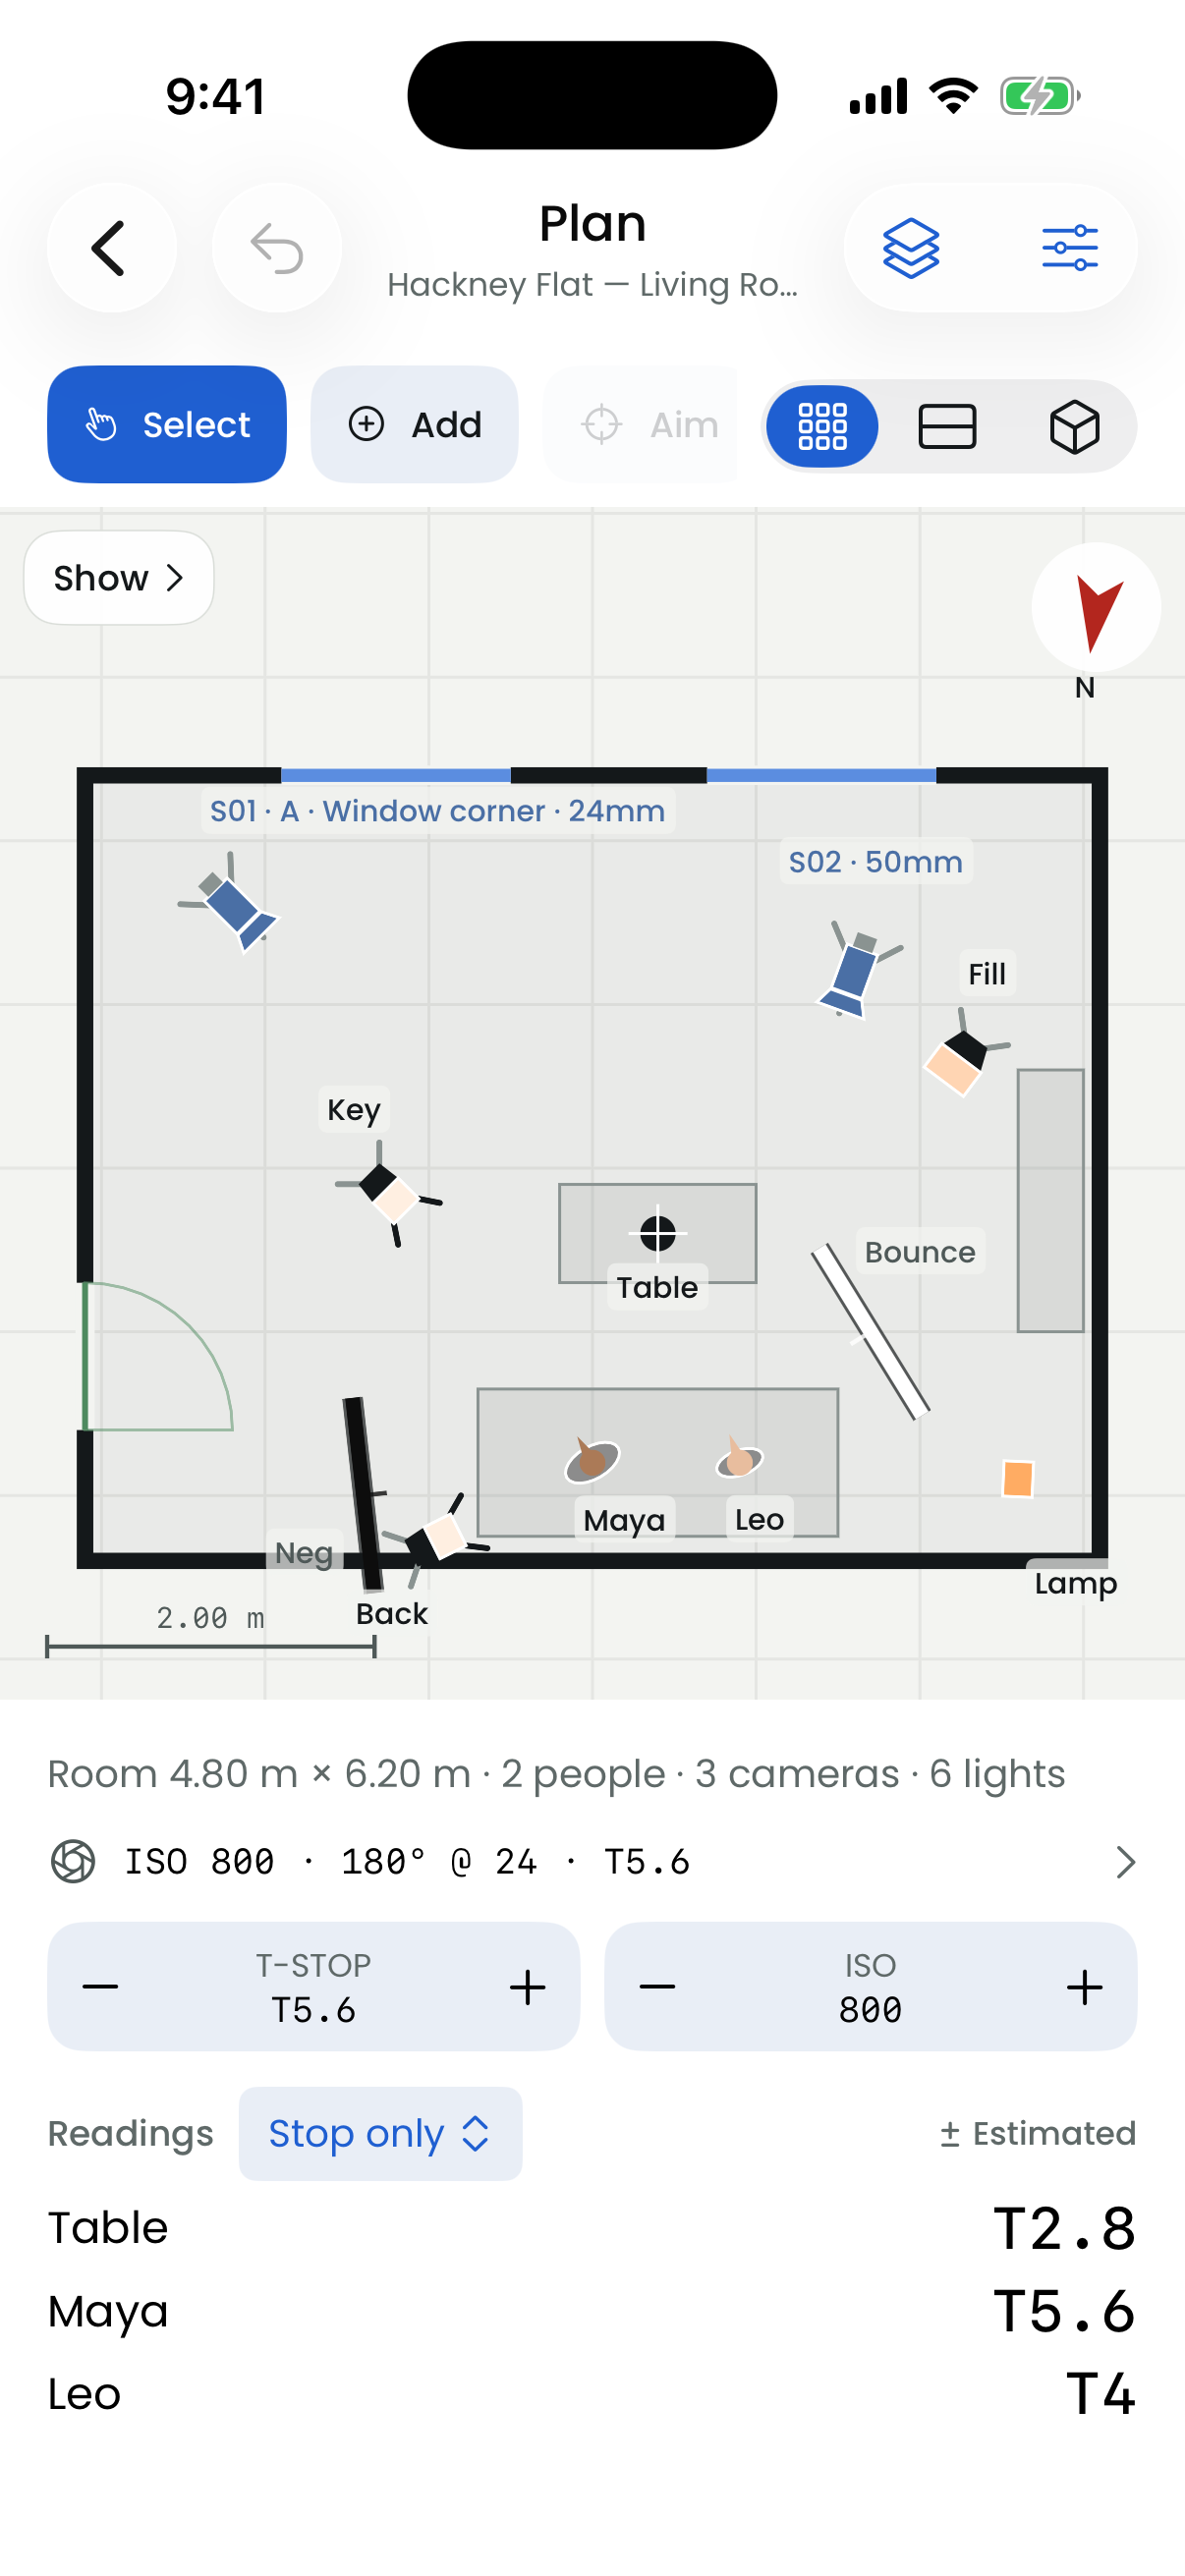 9:41
Plan
Hackney Flat — Living Ro...
Select
Add
Aim
Show
N
S01 · A · Window corner · 24mm
S02 · 50mm
Fill
Key
Bounce
Table
Maya
Leo
Neg
Lamp
Back
2.00 m
Room 4.80 m × 6.20 m · 2 people · 3 cameras · 6 lights
ISO 800 · 180° @ 24 · T5.6
T-STOP
T5.6
ISO
800
Readings
Stop only
± Estimated
Table T2.8
Maya T5.6
Leo T4